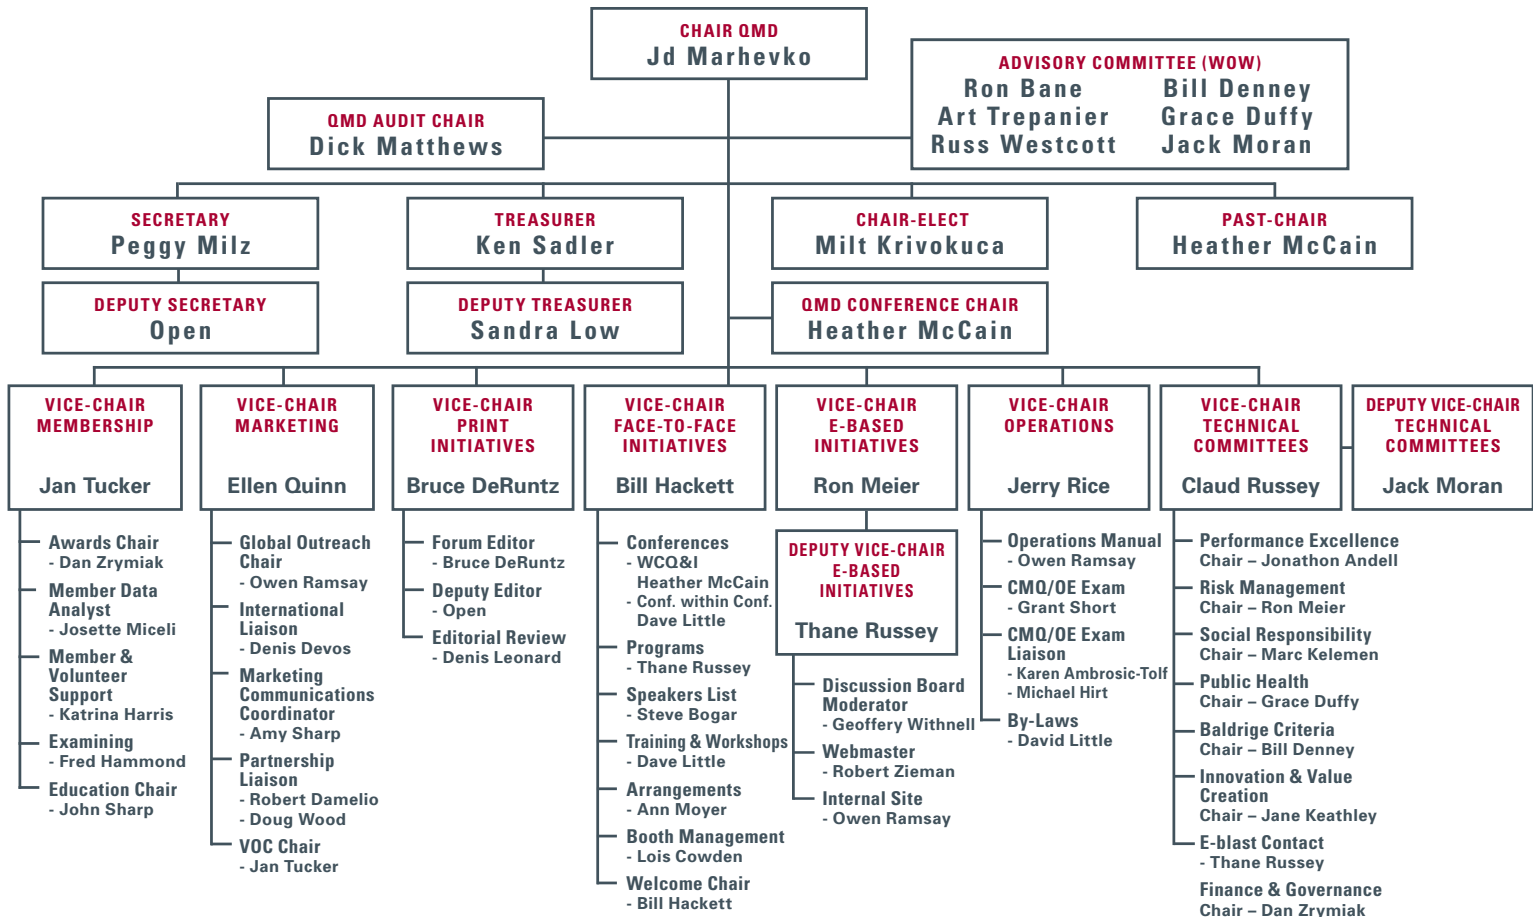 CHAIR QMD
Jd Marhevko
ADVISORY COMMITTEE (WOW)
Ron Bane
Bill Denney
Art Trepanier
Grace Duffy
Russ Westcott
Jack Moran
QMD AUDIT CHAIR
Dick Matthews
SECRETARY
Peggy Milz
TREASURER
Ken Sadler
CHAIR-ELECT
Milt Krivokuca
PAST-CHAIR
Heather McCain
DEPUTY SECRETARY
Open
DEPUTY TREASURER
Sandra Low
QMD CONFERENCE CHAIR
Heather McCain
VICE-CHAIR
MEMBERSHIP
Jan Tucker
Awards Chair
- Dan Zrymiak
Member Data
Analyst
- Josette Miceli
Member &
Volunteer
Support
- Katrina Harris
Examining
- Fred Hammond
Education Chair
- John Sharp
VICE-CHAIR
MARKETING
Ellen Quinn
Global Outreach
Chair
- Owen Ramsay
International
Liaison
- Denis Devos
Marketing
Communications
Coordinator
- Amy Sharp
Partnership
Liaison
- Robert Damelio
- Doug Wood
VOC Chair
- Jan Tucker
VICE-CHAIR
PRINT
INITIATIVES
Bruce DeRuntz
Forum Editor
- Bruce DeRuntz
Deputy Editor
- Open
Editorial Review
- Denis Leonard
VICE-CHAIR
FACE-TO-FACE
INITIATIVES
Bill Hackett
Conferences
- WCQ&I
Heather McCain
- Conf. within Conf.
Dave Little
Programs
- Thane Russey
Speakers List
- Steve Bogar
Training & Workshops
- Dave Little
Arrangements
- Ann Moyer
Booth Management
- Lois Cowden
Welcome Chair
- Bill Hackett
VICE-CHAIR
E-BASED
INITIATIVES
Ron Meier
DEPUTY VICE-CHAIR
E-BASED
INITIATIVES
Thane Russey
Discussion Board
Moderator
- Geoffery Withnell
Webmaster
- Robert Zieman
Internal Site
- Owen Ramsay
VICE-CHAIR
OPERATIONS
Jerry Rice
Operations Manual
- Owen Ramsay
CMQ/OE Exam
- Grant Short
CMQ/OE Exam
Liaison
- Karen Ambrosic-Tolf
- Michael Hirt
By-Laws
- David Little
VICE-CHAIR
TECHNICAL
COMMITTEES
Claud Russey
Performance Excellence
Chair – Jonathon Andell
Risk Management
Chair – Ron Meier
Social Responsibility
Chair – Marc Kelemen
Public Health
Chair – Grace Duffy
Baldrige Criteria
Chair – Bill Denney
Innovation & Value
Creation
Chair – Jane Keathley
E-blast Contact
- Thane Russey
Finance & Governance
Chair – Dan Zrymiak
DEPUTY VICE-CHAIR
TECHNICAL
COMMITTEES
Jack Moran